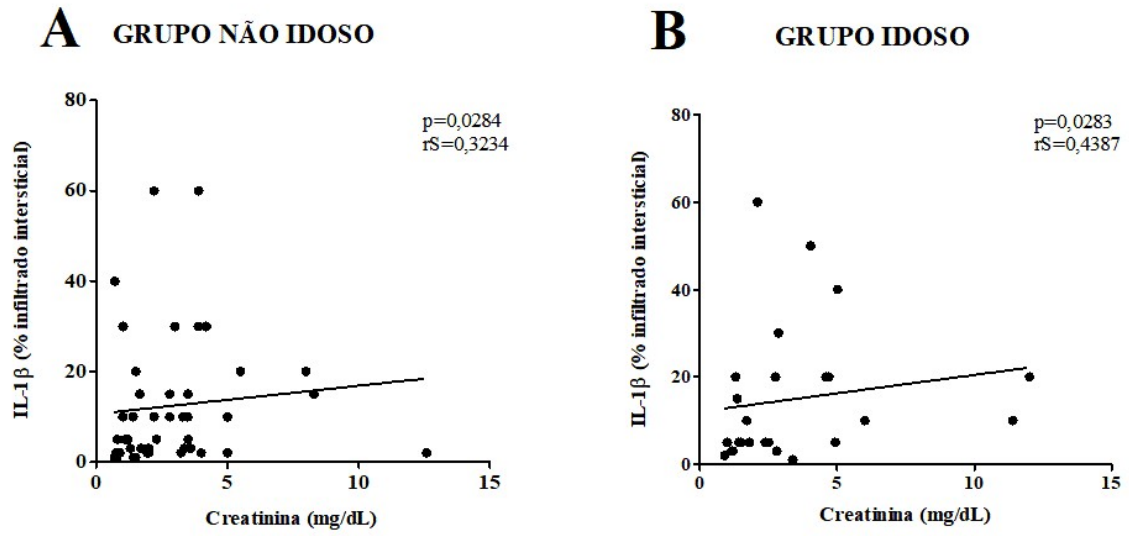 A GRUPO NÃO IDOSO
p=0,0284
rS=0,3234
IL-1β (% infiltrado intersticial)
80
60
40
20
0
0 5 10 15
Creatinina (mg/dL)
B GRUPO IDOSO
p=0,0283
rS=0,4387
IL-1β (% infiltrado intersticial)
80
60
40
20
0
0 5 10 15
Creatinina (mg/dL)